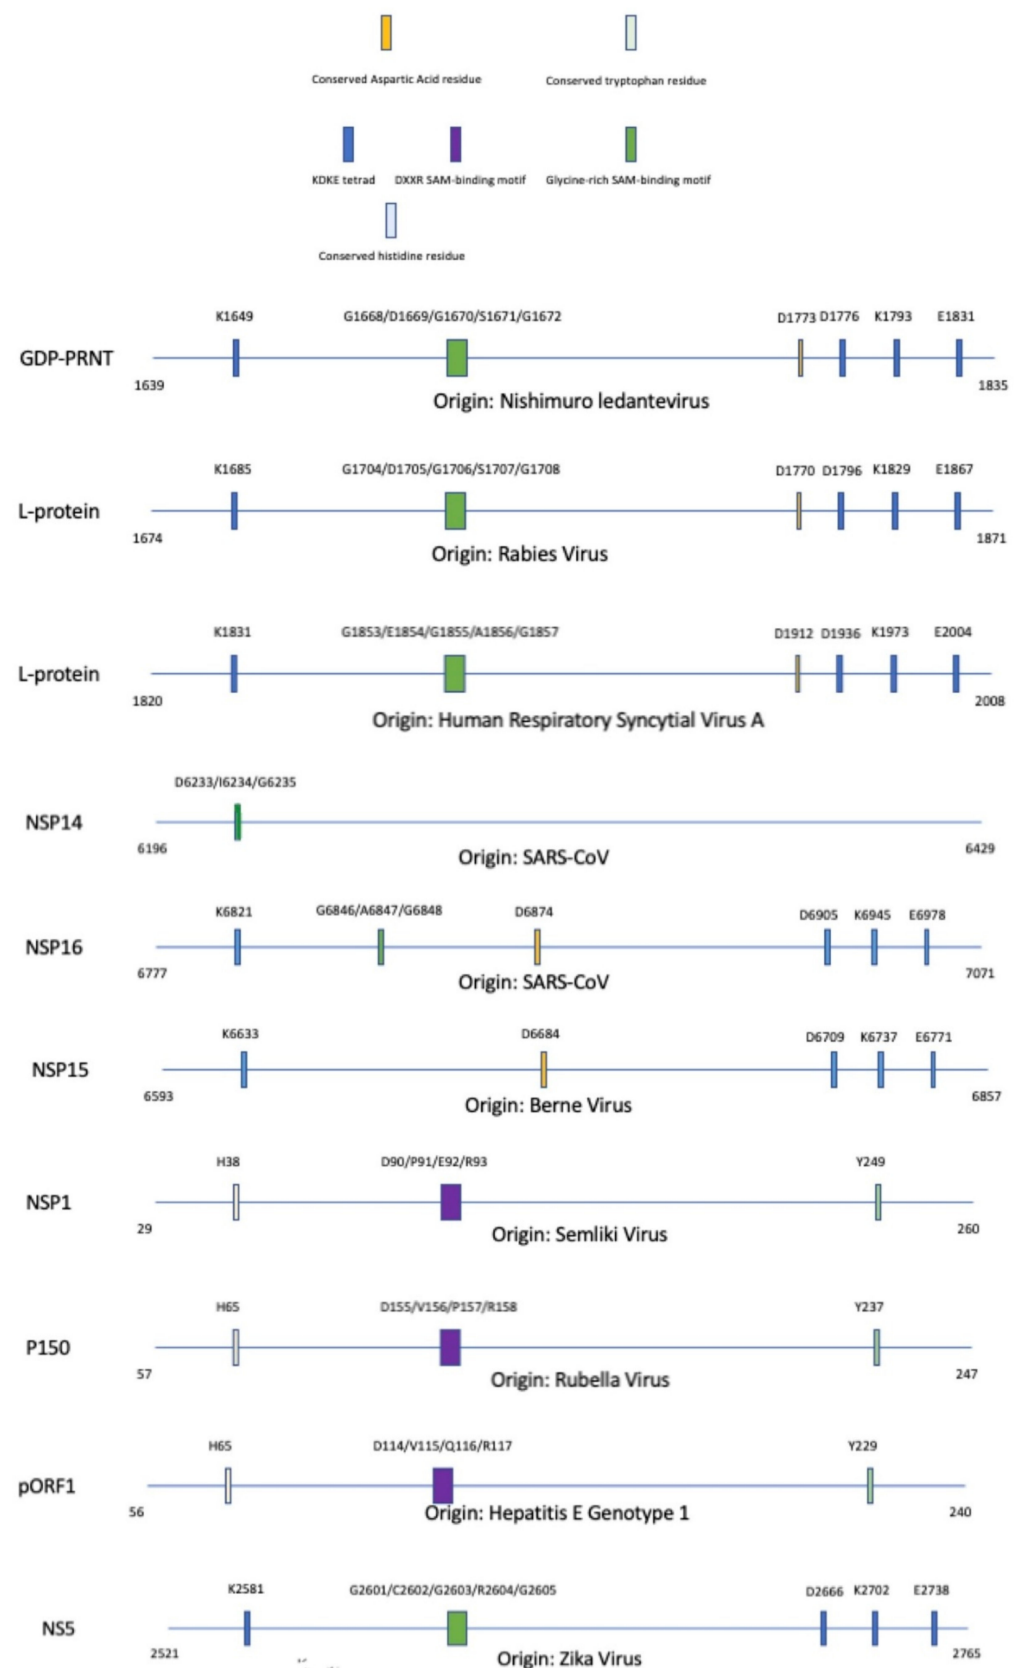 Conserved Aspartic Acid residue
Conserved tryptophan residue
KDKE tetrad
DXXR SAM-binding motif
Glycine-rich SAM-binding motif
Conserved histidine residue
K1649
G1668/D1669/G1670/S1671/G1672
D1773 D1776 K1793 E1831
GDP-PRNT
1639
1835
Origin: Nishimuro ledantevirus
K1685
G1704/D1705/G1706/S1707/G1708
D1770 D1796 K1829 E1867
L-protein
1674
1871
Origin: Rabies Virus
K1831
G1853/E1854/G1855/A1856/G1857
D1912 D1936 K1973 E2004
L-protein
1820
2008
Origin: Human Respiratory Syncytial Virus A
D6233/I6234/G6235
NSP14
6196
6429
Origin: SARS-CoV
K6821
G6846/A6847/G6848
D6874
D6905 K6945 E6978
NSP16
6777
7071
Origin: SARS-CoV
K6633
D6684
D6709 K6737 E6771
NSP15
6593
6857
Origin: Berne Virus
H38
D90/P91/E92/R93
Y249
NSP1
29
260
Origin: Semliki Virus
H65
D155/V156/P157/R158
Y237
P150
57
247
Origin: Rubella Virus
H65
D114/V115/Q116/R117
Y229
pORF1
56
240
Origin: Hepatitis E Genotype 1
K2581
G2601/C2602/G2603/R2604/G2605
D2666 K2702 E2738
NS5
2521
2765
Origin: Zika Virus